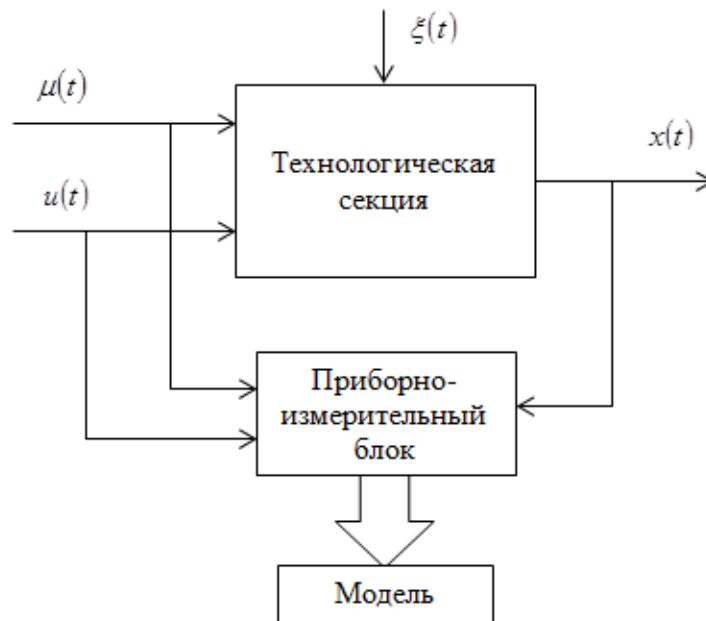 ξ(t)
μ(t)
x(t)
Технологическая
секция
u(t)
Приборно-
измерительный
блок
Модель